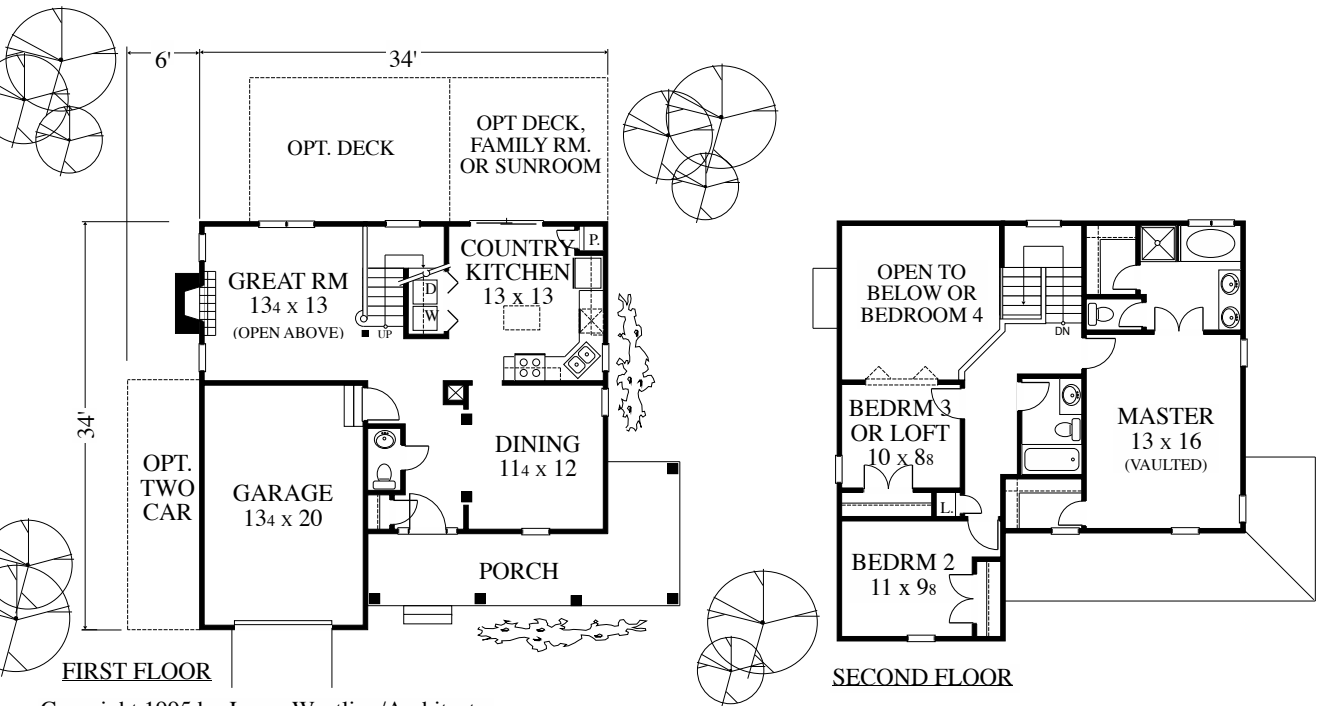 6'
34'
OPT. DECK
OPT DECK,
FAMILY RM.
OR SUNROOM
GREAT RM
134 x 13
(OPEN ABOVE)
UP
D
W
COUNTRY
KITCHEN
13 x 13
P.
34'
OPT.
TWO
CAR
GARAGE
134 x 20
DINING
114 x 12
PORCH
FIRST FLOOR
OPEN TO
BELOW OR
BEDROOM 4
DN
BEDRM 3
OR LOFT
10 x 88
L.
MASTER
13 x 16
(VAULTED)
BEDRM 2
11 x 98
SECOND FLOOR